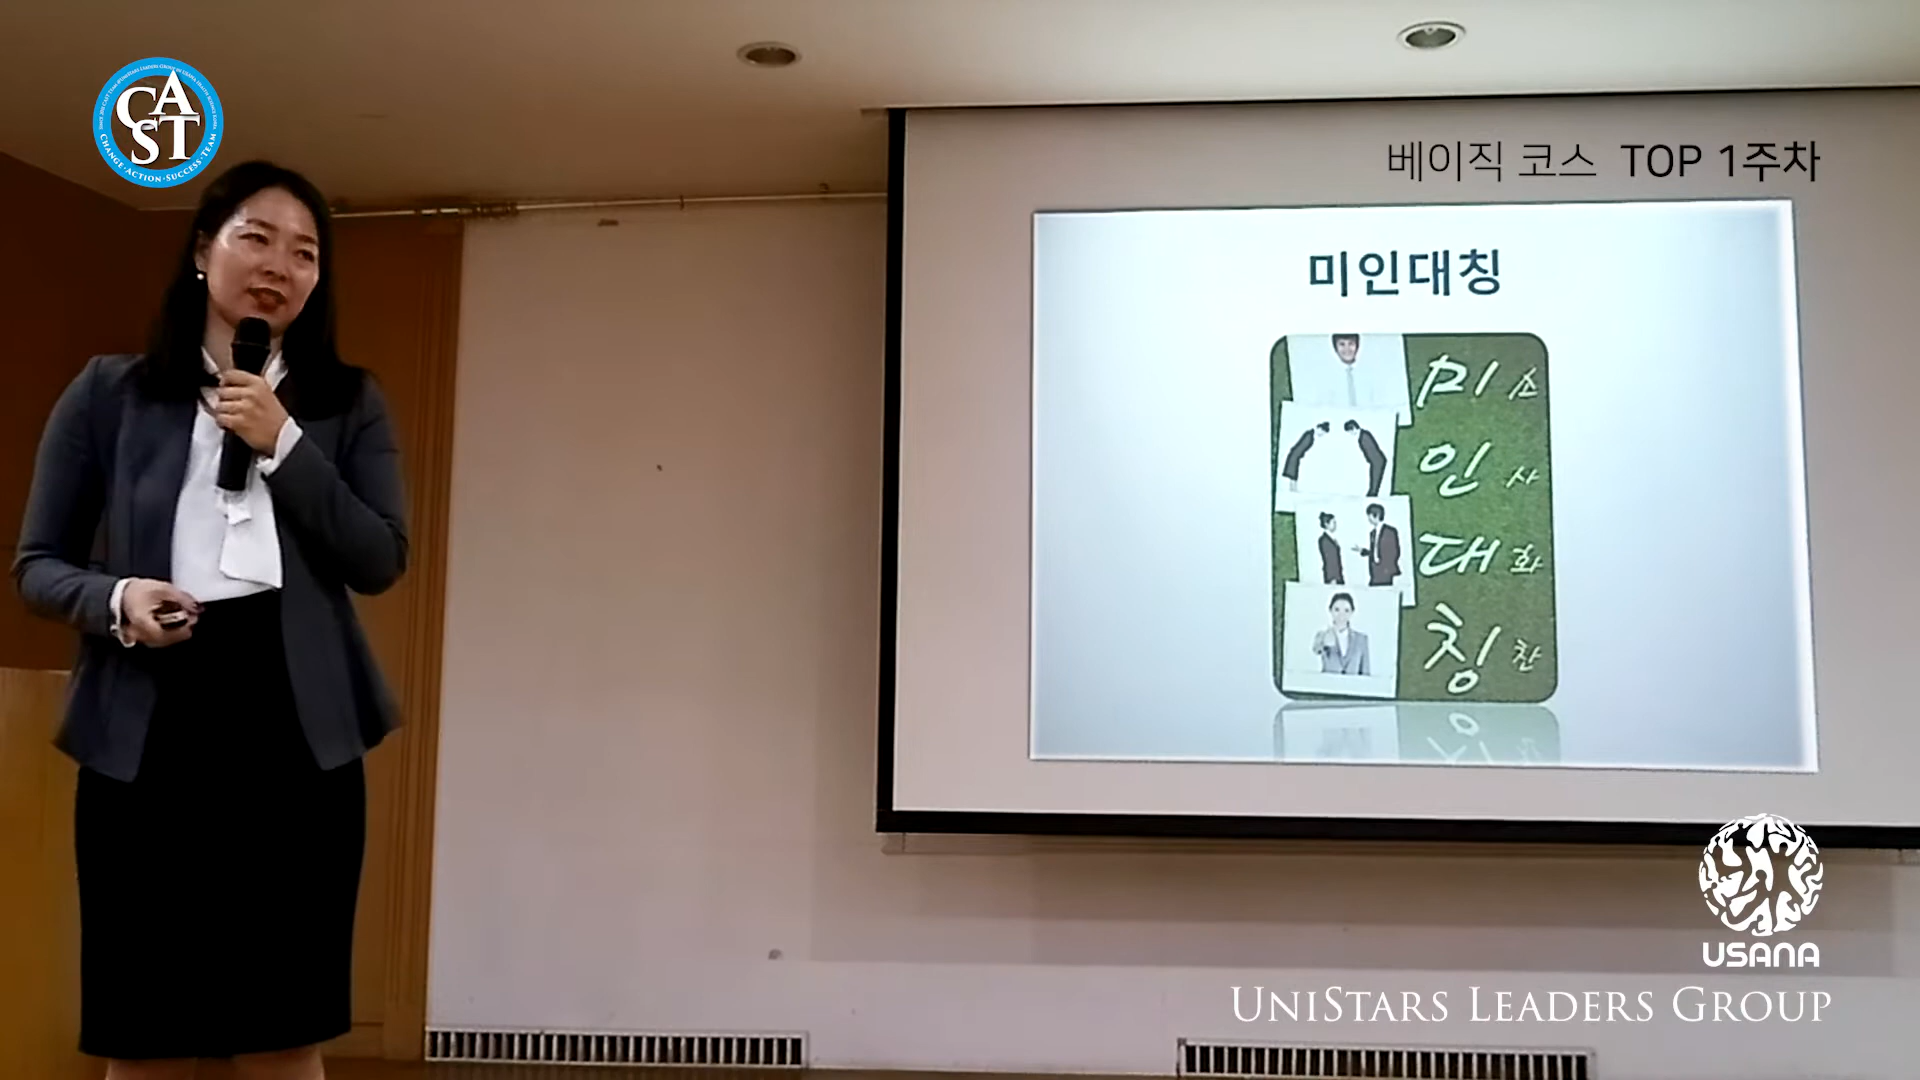 CAST
CHANGE · ACTION · SUCCESS · TEAM
베이직 코스 TOP 1주차
미인대칭
미소
인사
대화
칭찬
USANA
UNISTARS LEADERS GROUP